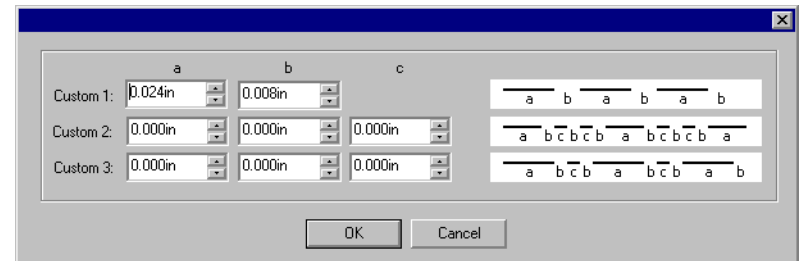 a b c
Custom 1: 0.024in 0.008in a b a b a b
Custom 2: 0.000in 0.000in 0.000in a b c b c b a b c b c b a
Custom 3: 0.000in 0.000in 0.000in a b c b a b c b a b
OK Cancel